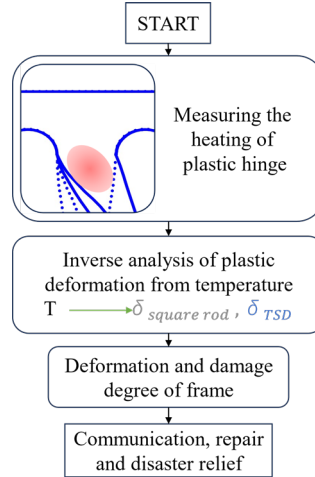 START
Measuring the
heating of
plastic hinge
Inverse analysis of plastic
deformation from temperature
T → δ square rod , δ TSD
Deformation and damage
degree of frame
Communication, repair
and disaster relief